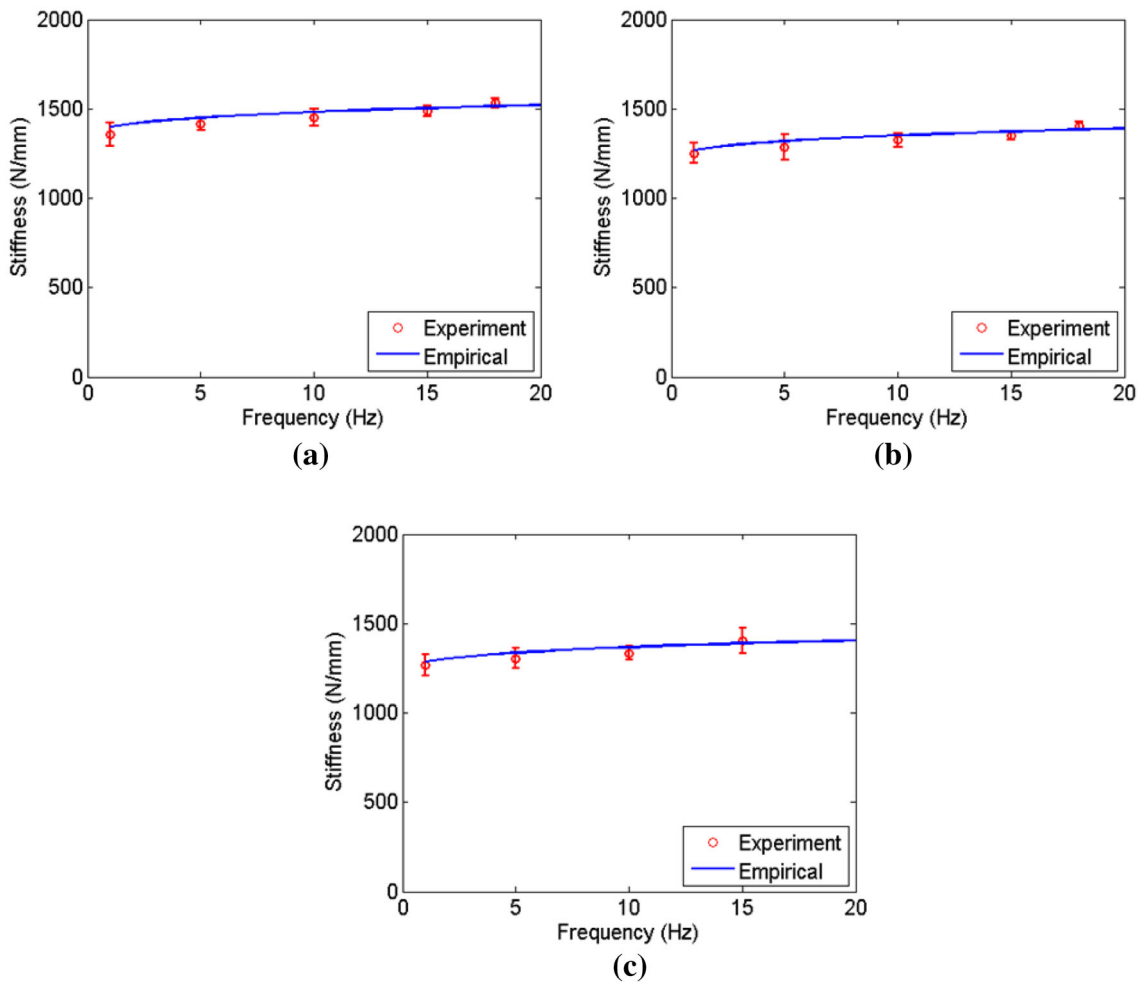 2000
1500
1000
500
0
Stiffness (N/mm)
Experiment
Empirical
0 5 10 15 20
Frequency (Hz)
(a)
2000
1500
1000
500
0
Stiffness (N/mm)
Experiment
Empirical
0 5 10 15 20
Frequency (Hz)
(b)
2000
1500
1000
500
0
Stiffness (N/mm)
Experiment
Empirical
0 5 10 15 20
Frequency (Hz)
(c)